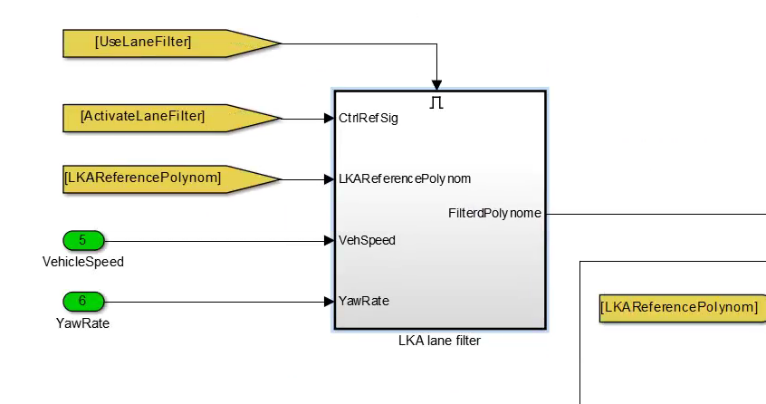 [UseLaneFilter]
[ActivateLaneFilter]
CtrlRefSig
[LKAReferencePolynom]
LKAReferencePolynom
FilterdPolynome
5
VehSpeed
VehicleSpeed
6
YawRate
[LKAReferencePolynom]
YawRate
LKA lane filter